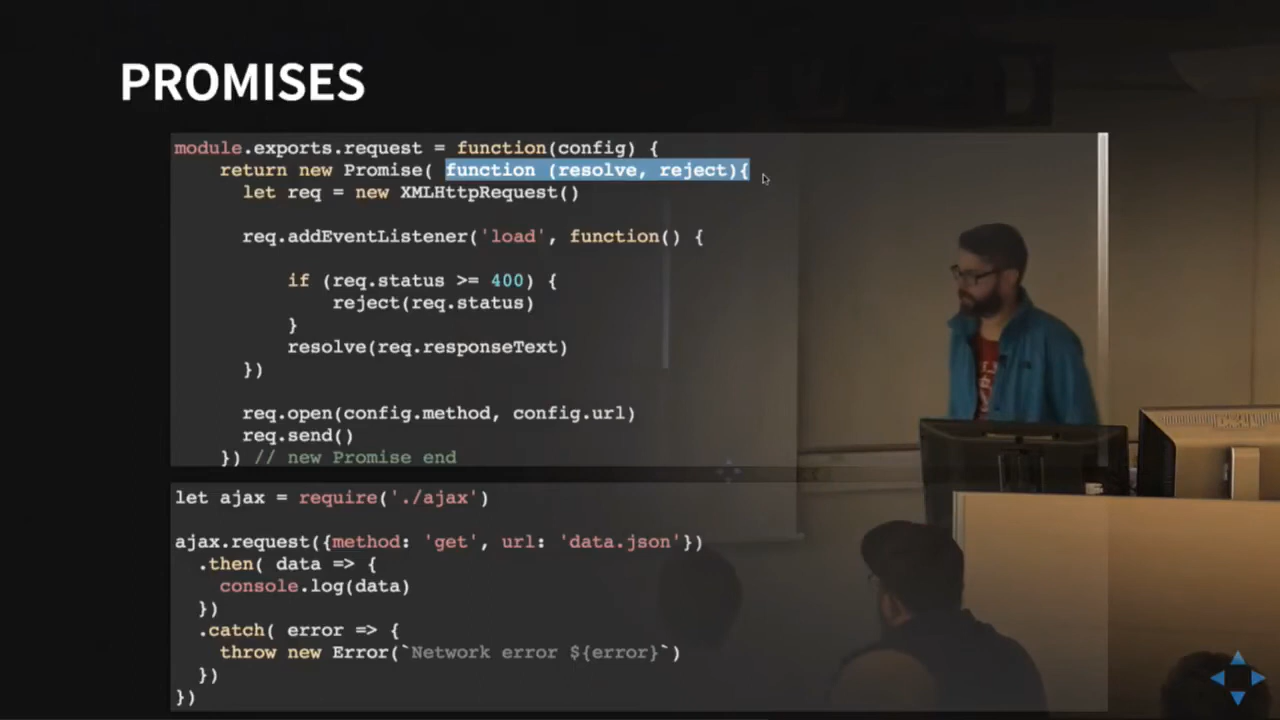 PROMISES
module.exports.request = function(config) {
return new Promise( function (resolve, reject){
let req = new XMLHttpRequest()
req.addEventListener('load', function() {
if (req.status >= 400) {
reject(req.status)
}
resolve(req.responseText)
})
req.open(config.method, config.url)
req.send()
}) // new Promise end
let ajax = require('./ajax')
ajax.request({method: 'get', url: 'data.json'})
.then( data => {
console.log(data)
})
.catch( error => {
throw new Error(`Network error ${error}`)
})
})